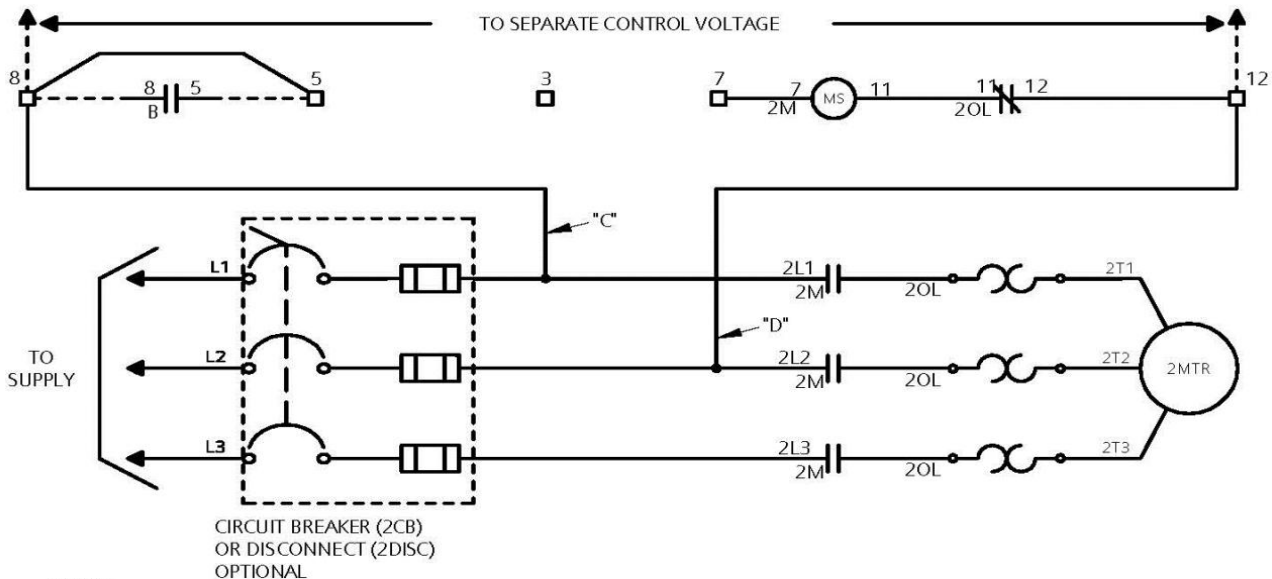 TO SEPARATE CONTROL VOLTAGE
8
8 5
B
5
3
7
7
2M
MS
11
11 12
2OL
12
"C"
L1
2L1
2M
2OL
2T1
"D"
TO
SUPPLY
L2
2L2
2M
2OL
2T2
2MTR
L3
2L3
2M
2OL
2T3
CIRCUIT BREAKER (2CB)
OR DISCONNECT (2DISC)
OPTIONAL